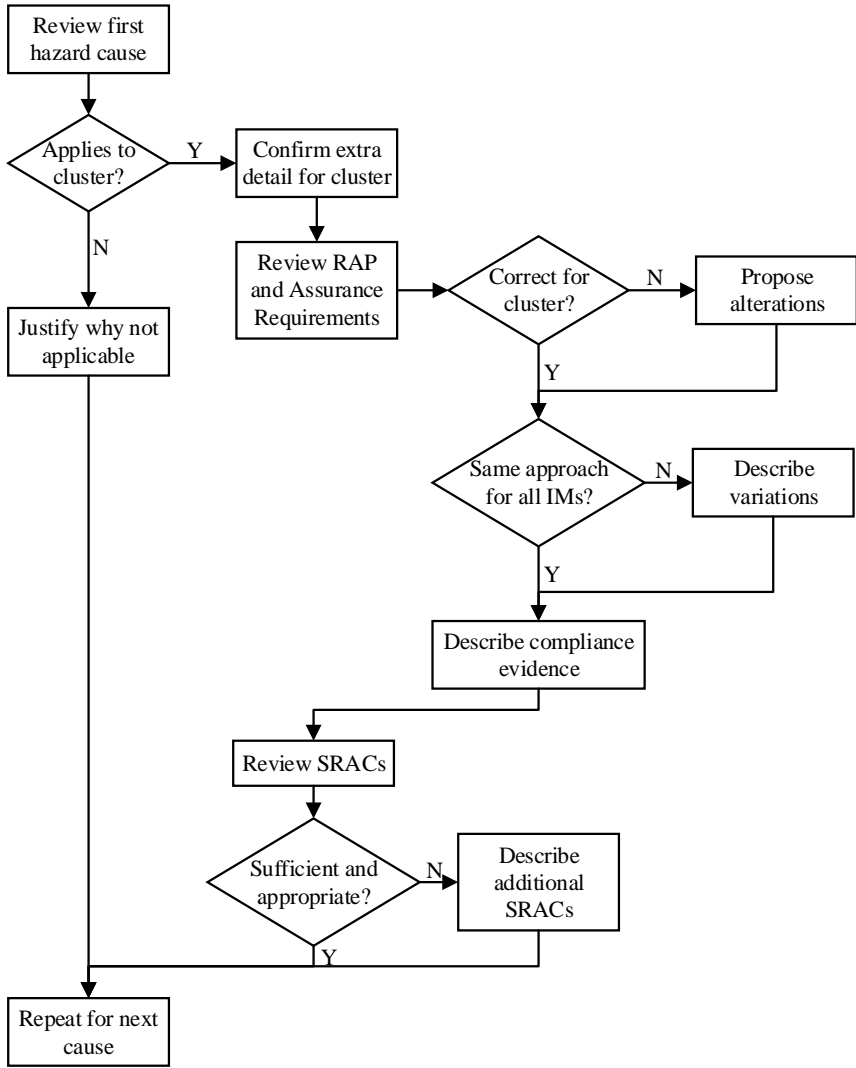 Review first
hazard cause
Applies to
cluster?
Y
Confirm extra
detail for cluster
N
Review RAP
and Assurance
Requirements
Correct for
cluster?
N
Propose
alterations
Justify why not
applicable
Y
Same approach
for all IMs?
N
Describe
variations
Y
Describe compliance
evidence
Review SRACs
Sufficient and
appropriate?
N
Describe
additional
SRACs
Y
Repeat for next
cause